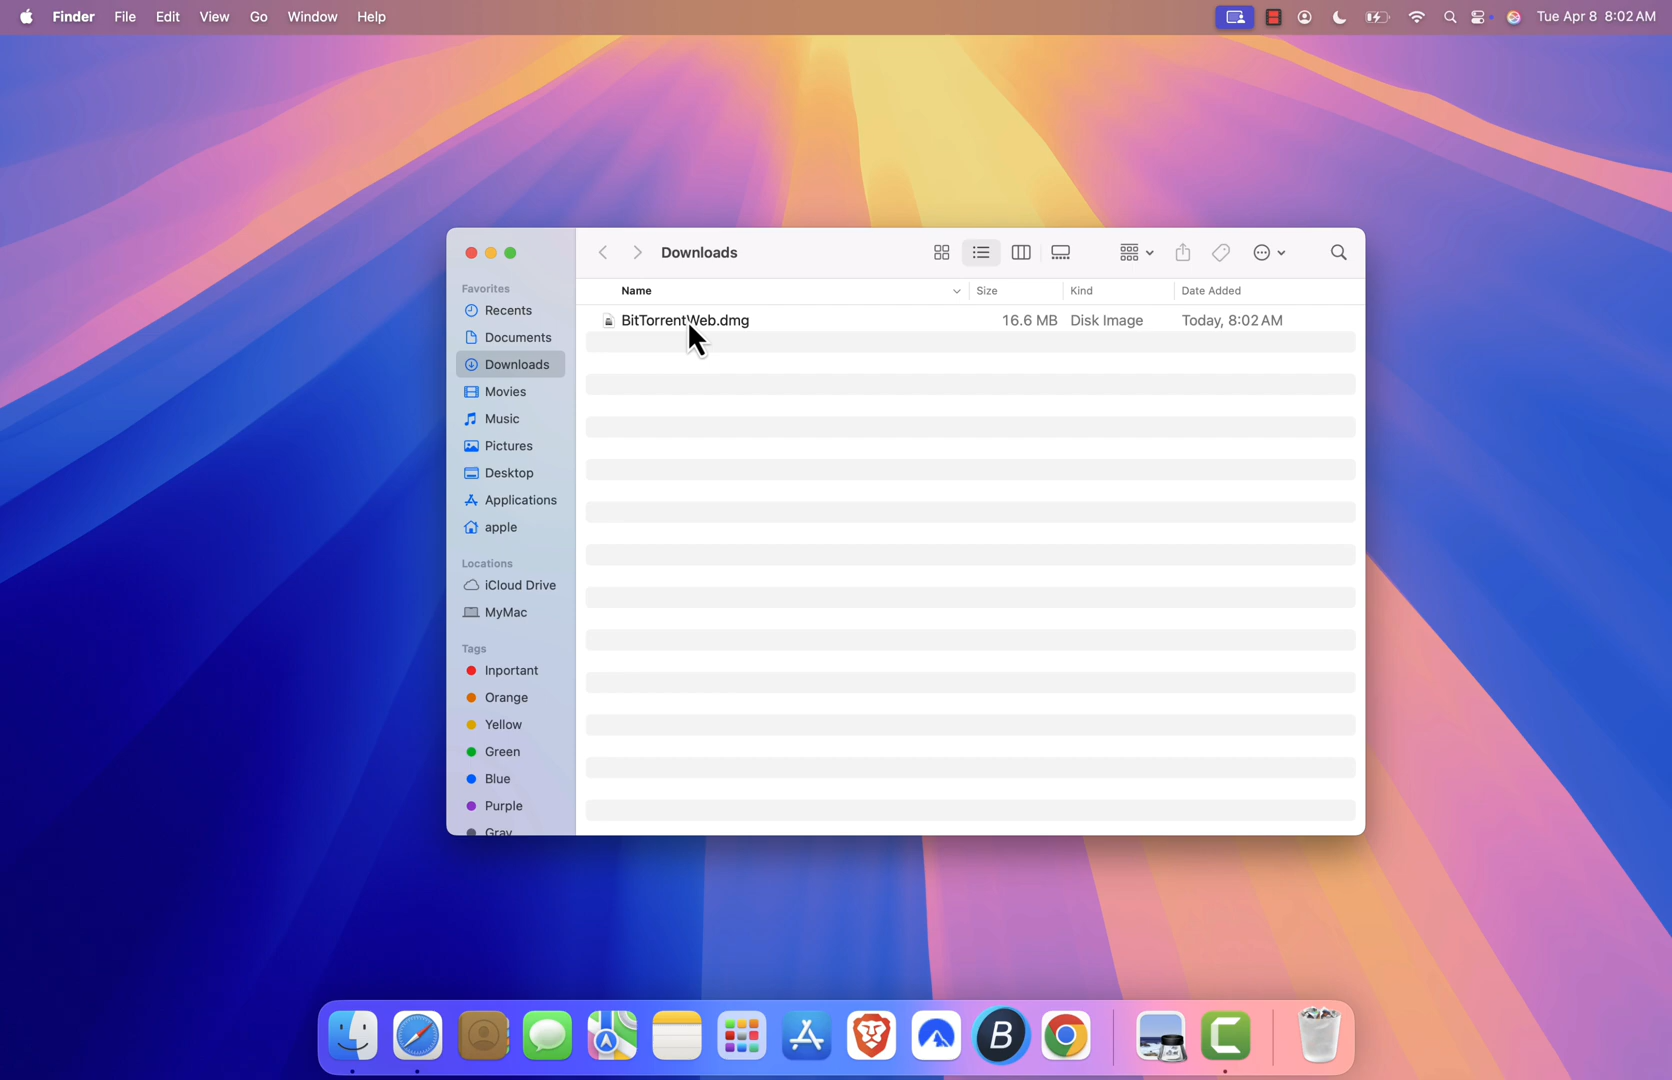 Finder File Edit View Go Window Help Tue Apr 8 8:02 AM
Downloads
Favorites
Recents
Documents
Downloads
Movies
Music
Pictures
Desktop
Applications
apple
Locations
iCloud Drive
MyMac
Tags
Inportant
Orange
Yellow
Green
Blue
Purple
Gray
Name Size Kind Date Added
BitTorrentWeb.dmg 16.6 MB Disk Image Today, 8:02 AM
B